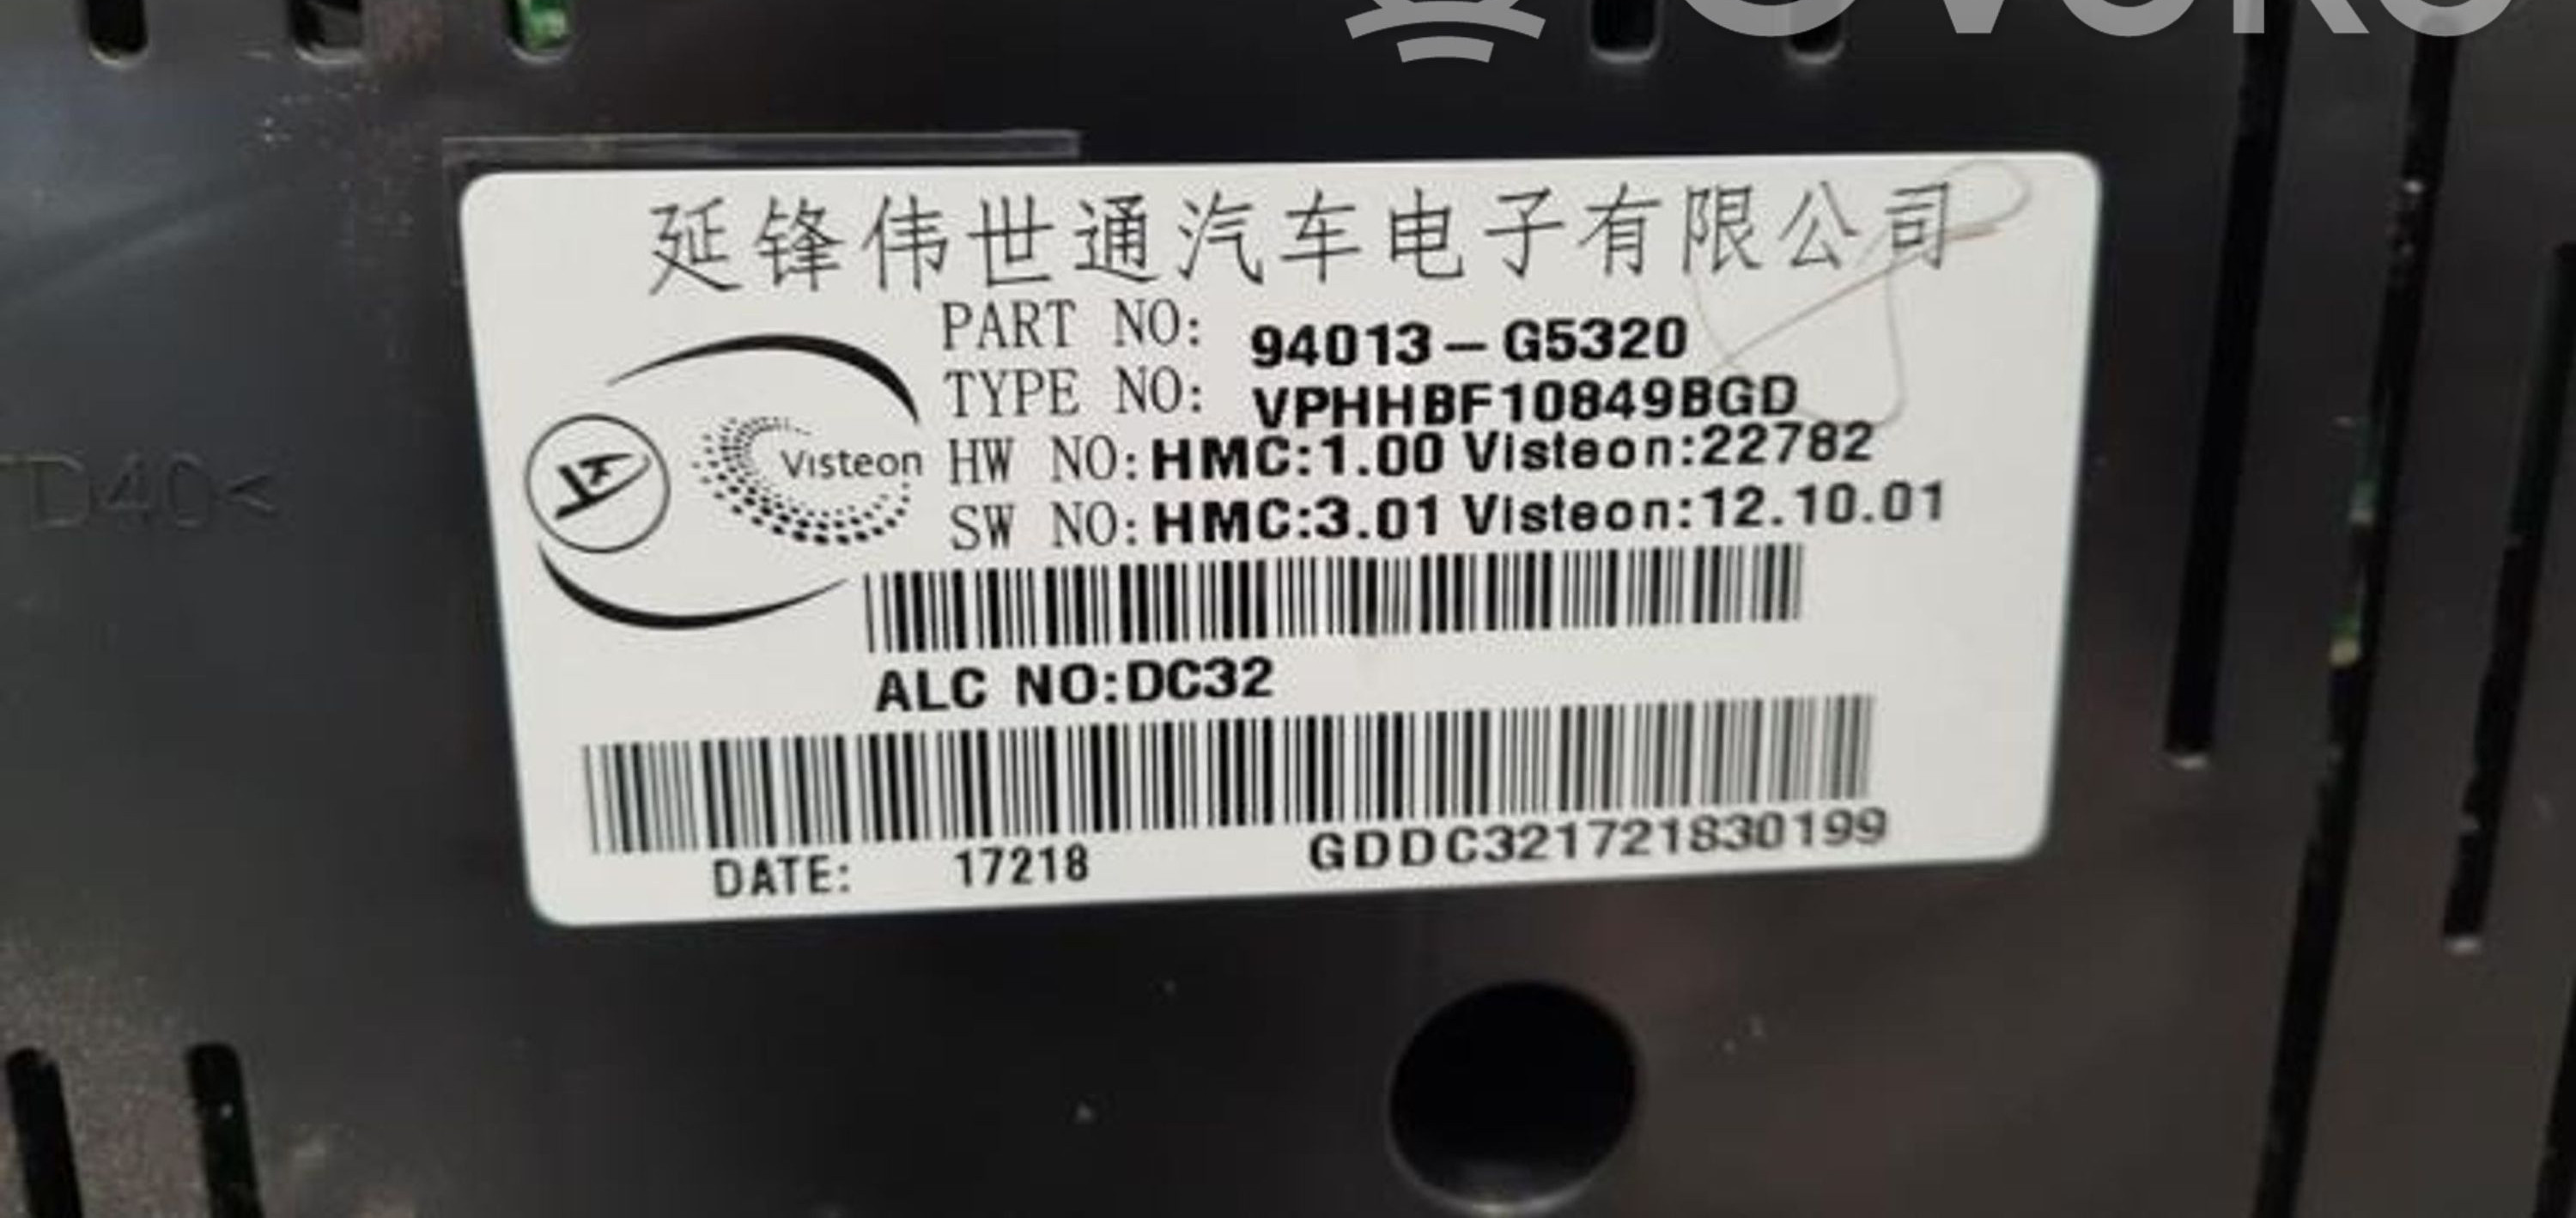 延锋伟世通汽车电子有限公司
PART NO: 94013-G5320
TYPE NO: VPHHBF10849BGD
Visteon
HW NO:HMC:1.00 Visteon:22782
SW NO:HMC:3.01 Visteon:12.10.01
ALC NO:DC32
DATE: 17218 GDDC321721830199
D40<